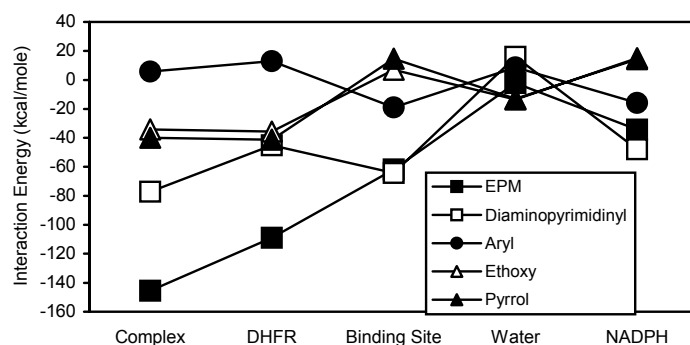 Interaction Energy (kcal/mole)
40
20
0
-20
-40
-60
-80
-100
-120
-140
-160
EPM
Diaminopyrimidinyl
Aryl
Ethoxy
Pyrrol
Complex DHFR Binding Site Water NADPH